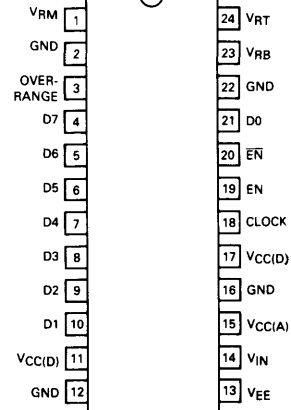 VRM 1
GND 2
OVER-
RANGE 3
D7 4
D6 5
D5 6
D4 7
D3 8
D2 9
D1 10
VCC(D) 11
GND 12
24 VRT
23 VRB
22 GND
21 D0
20 E̅N̅
19 EN
18 CLOCK
17 VCC(D)
16 GND
15 VCC(A)
14 VIN
13 VEE